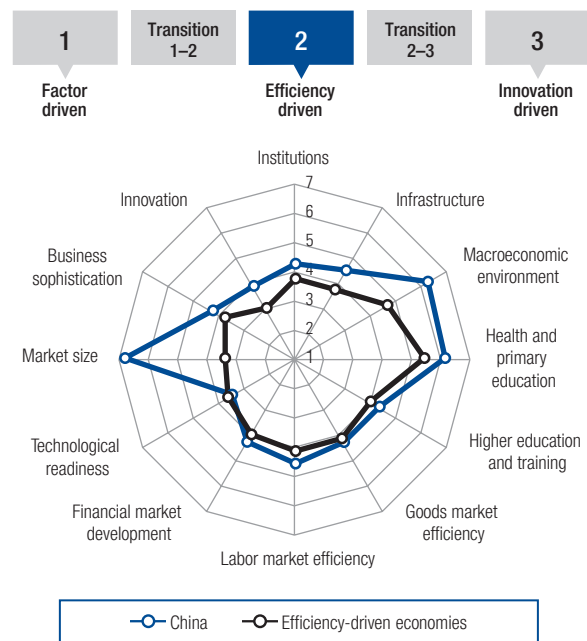 1
Transition
1–2
2
Transition
2–3
3
Factor
driven
Efficiency
driven
Innovation
driven
Institutions
Innovation
Infrastructure
Business
sophistication
Macroeconomic
environment
Market size
Health and
primary
education
Technological
readiness
Higher education
and training
Financial market
development
Goods market
efficiency
Labor market efficiency
7
6
5
4
3
2
1
China
Efficiency-driven economies